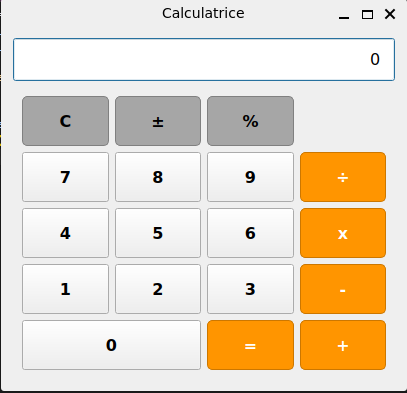 Calculatrice
0
C ± %
7 8 9 ÷
4 5 6 x
1 2 3 -
0 = +